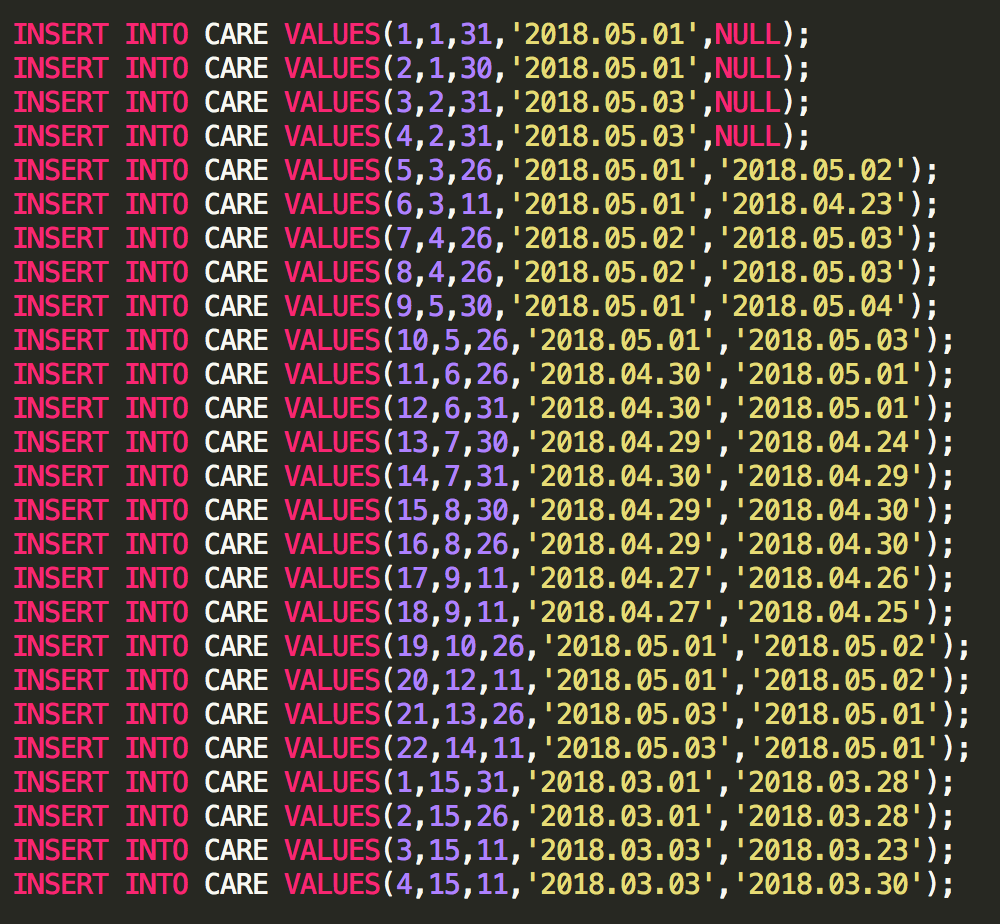 INSERT INTO CARE VALUES(1,1,31,'2018.05.01',NULL);
INSERT INTO CARE VALUES(2,1,30,'2018.05.01',NULL);
INSERT INTO CARE VALUES(3,2,31,'2018.05.03',NULL);
INSERT INTO CARE VALUES(4,2,31,'2018.05.03',NULL);
INSERT INTO CARE VALUES(5,3,26,'2018.05.01','2018.05.02');
INSERT INTO CARE VALUES(6,3,11,'2018.05.01','2018.04.23');
INSERT INTO CARE VALUES(7,4,26,'2018.05.02','2018.05.03');
INSERT INTO CARE VALUES(8,4,26,'2018.05.02','2018.05.03');
INSERT INTO CARE VALUES(9,5,30,'2018.05.01','2018.05.04');
INSERT INTO CARE VALUES(10,5,26,'2018.05.01','2018.05.03');
INSERT INTO CARE VALUES(11,6,26,'2018.04.30','2018.05.01');
INSERT INTO CARE VALUES(12,6,31,'2018.04.30','2018.05.01');
INSERT INTO CARE VALUES(13,7,30,'2018.04.29','2018.04.24');
INSERT INTO CARE VALUES(14,7,31,'2018.04.30','2018.04.29');
INSERT INTO CARE VALUES(15,8,30,'2018.04.29','2018.04.30');
INSERT INTO CARE VALUES(16,8,26,'2018.04.29','2018.04.30');
INSERT INTO CARE VALUES(17,9,11,'2018.04.27','2018.04.26');
INSERT INTO CARE VALUES(18,9,11,'2018.04.27','2018.04.25');
INSERT INTO CARE VALUES(19,10,26,'2018.05.01','2018.05.02');
INSERT INTO CARE VALUES(20,12,11,'2018.05.01','2018.05.02');
INSERT INTO CARE VALUES(21,13,26,'2018.05.03','2018.05.01');
INSERT INTO CARE VALUES(22,14,11,'2018.05.03','2018.05.01');
INSERT INTO CARE VALUES(1,15,31,'2018.03.01','2018.03.28');
INSERT INTO CARE VALUES(2,15,26,'2018.03.01','2018.03.28');
INSERT INTO CARE VALUES(3,15,11,'2018.03.03','2018.03.23');
INSERT INTO CARE VALUES(4,15,11,'2018.03.03','2018.03.30');